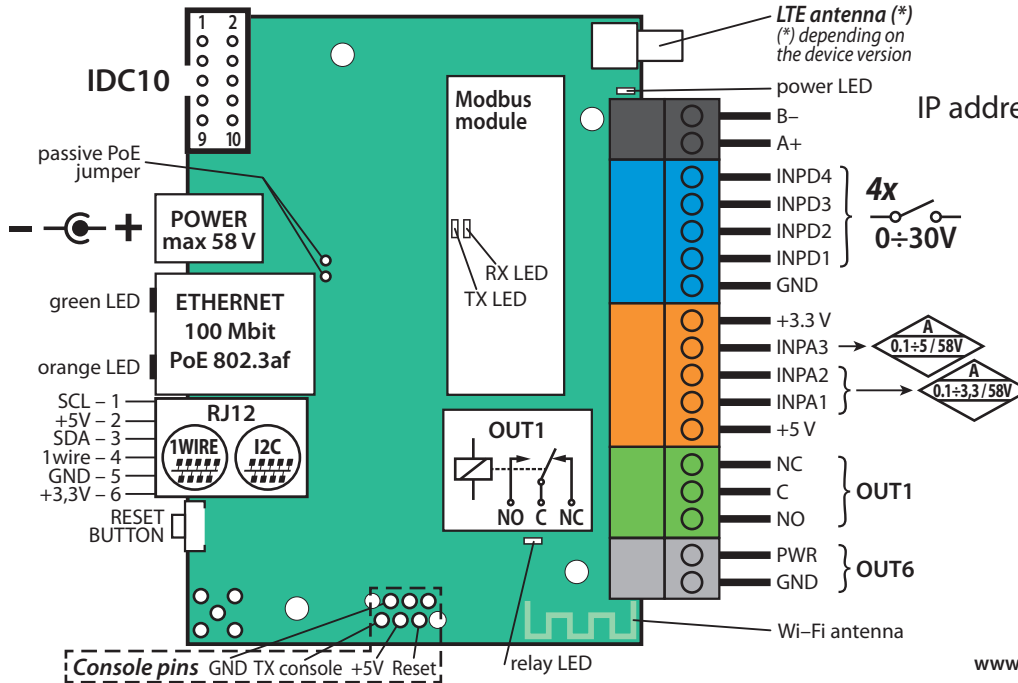 1 2
IDC10
9 10
LTE antenna (*)
(*) depending on
the device version
power LED
IP addre
Modbus
module
B–
A+
passive PoE
jumper
INPD4
INPD3
INPD2
INPD1
GND
4x
0÷30V
- +
POWER
max 58 V
RX LED
TX LED
green LED
ETHERNET
100 Mbit
PoE 802.3af
orange LED
+3.3 V
INPA3
INPA2
INPA1
+5 V
A
0.1÷5 / 58V
A
0.1÷3,3 / 58V
SCL – 1
+5V – 2
SDA – 3
1wire – 4
GND – 5
+3,3V – 6
RJ12
1WIRE
I2C
OUT1
NO C NC
NC
C
NO
OUT1
RESET
BUTTON
PWR
GND
OUT6
Wi–Fi antenna
relay LED
Console pins GND TX console +5V Reset
www